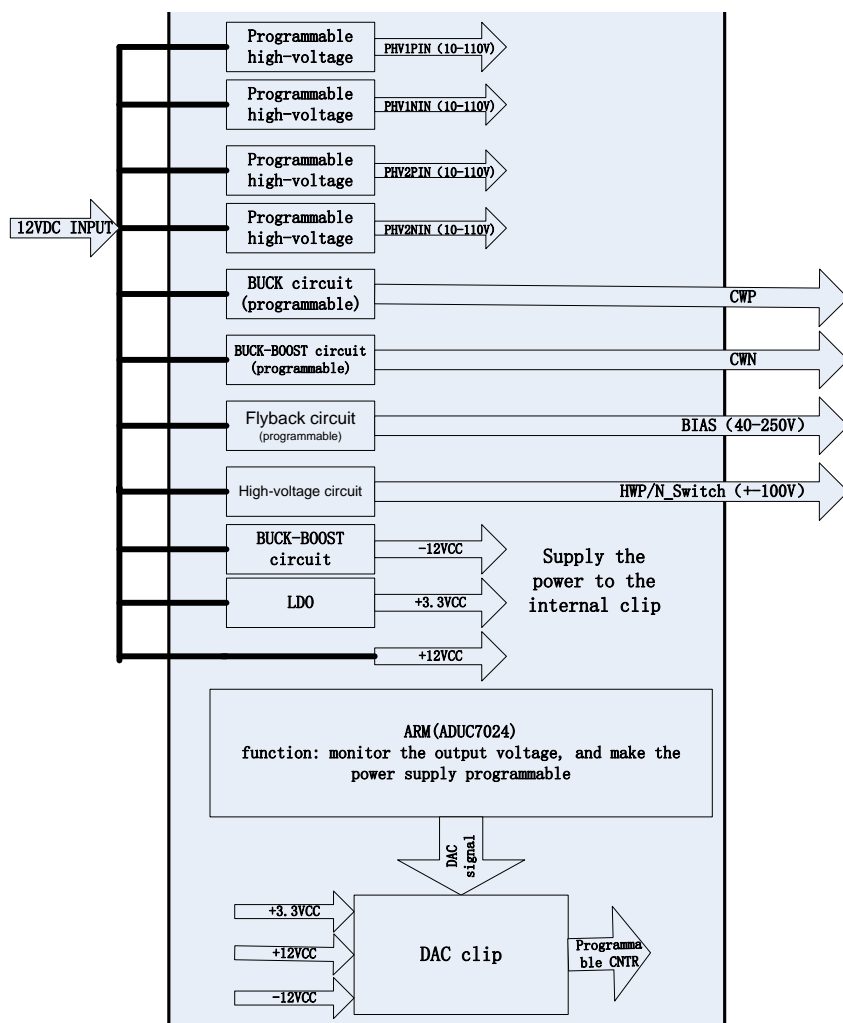 Programmable
high-voltage
PHV1PIN (10-110V)
Programmable
high-voltage
PHV1NIN (10-110V)
Programmable
high-voltage
PHV2PIN (10-110V)
12VDC INPUT
Programmable
high-voltage
PHV2NIN (10-110V)
BUCK circuit
(programmable)
CWP
BUCK-BOOST circuit
(programmable)
CWN
Flyback circuit
(programmable)
BIAS (40-250V)
High-voltage circuit
HWP/N_Switch (+-100V)
BUCK-BOOST
circuit
-12VCC
LDO
+3.3VCC
+12VCC
Supply the
power to the
internal clip
ARM(ADUC7024)
function: monitor the output voltage, and make the
power supply programmable
DAC
signal
+3.3VCC
+12VCC
-12VCC
DAC clip
Programma
ble CNTR